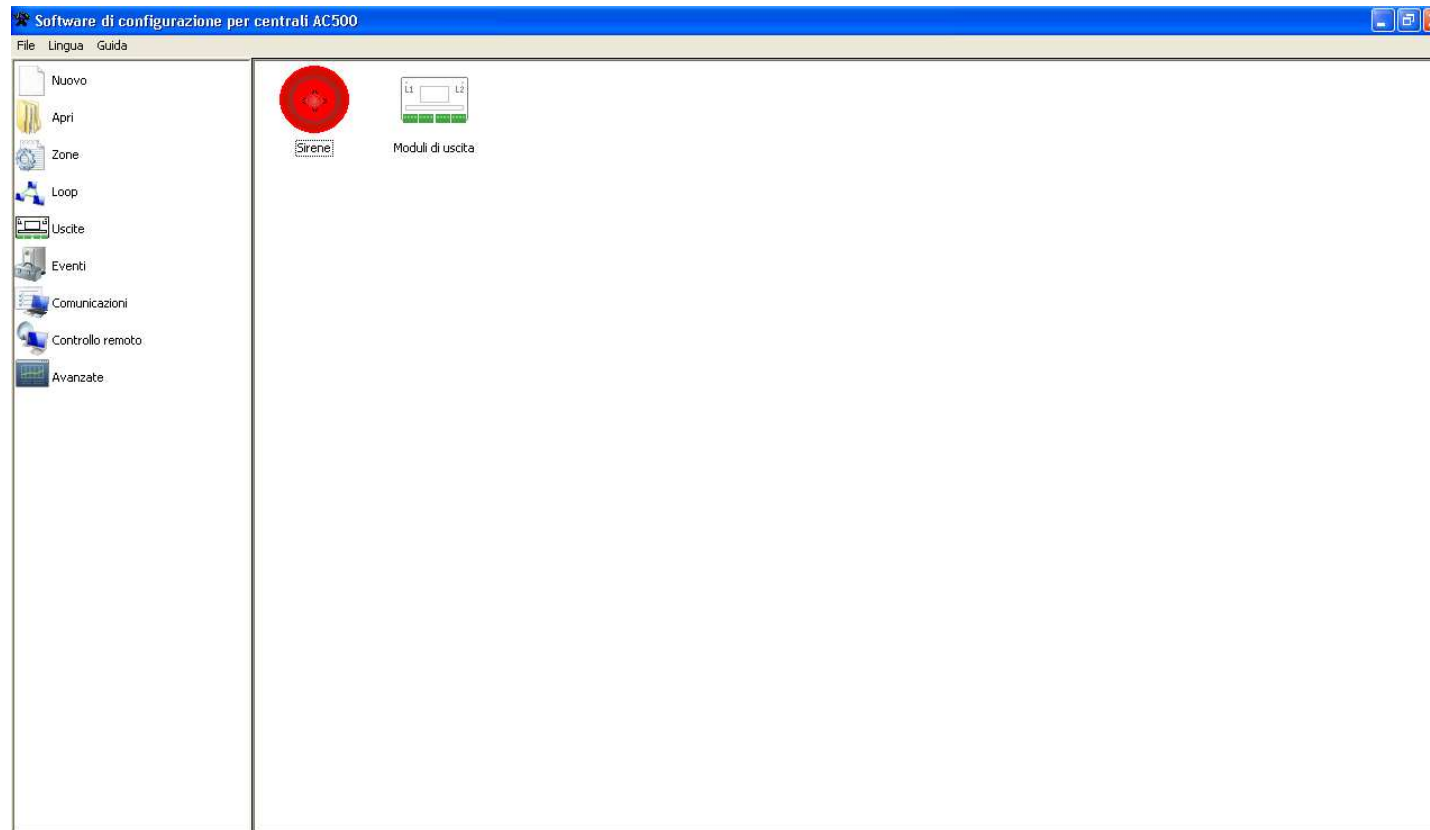 Software di configurazione per centrali AC500
File Lingua Guida
Nuovo
Apri
Zone
Loop
Uscite
Eventi
Comunicazioni
Controllo remoto
Avanzate
L1 L2
Sirene
Moduli di uscita